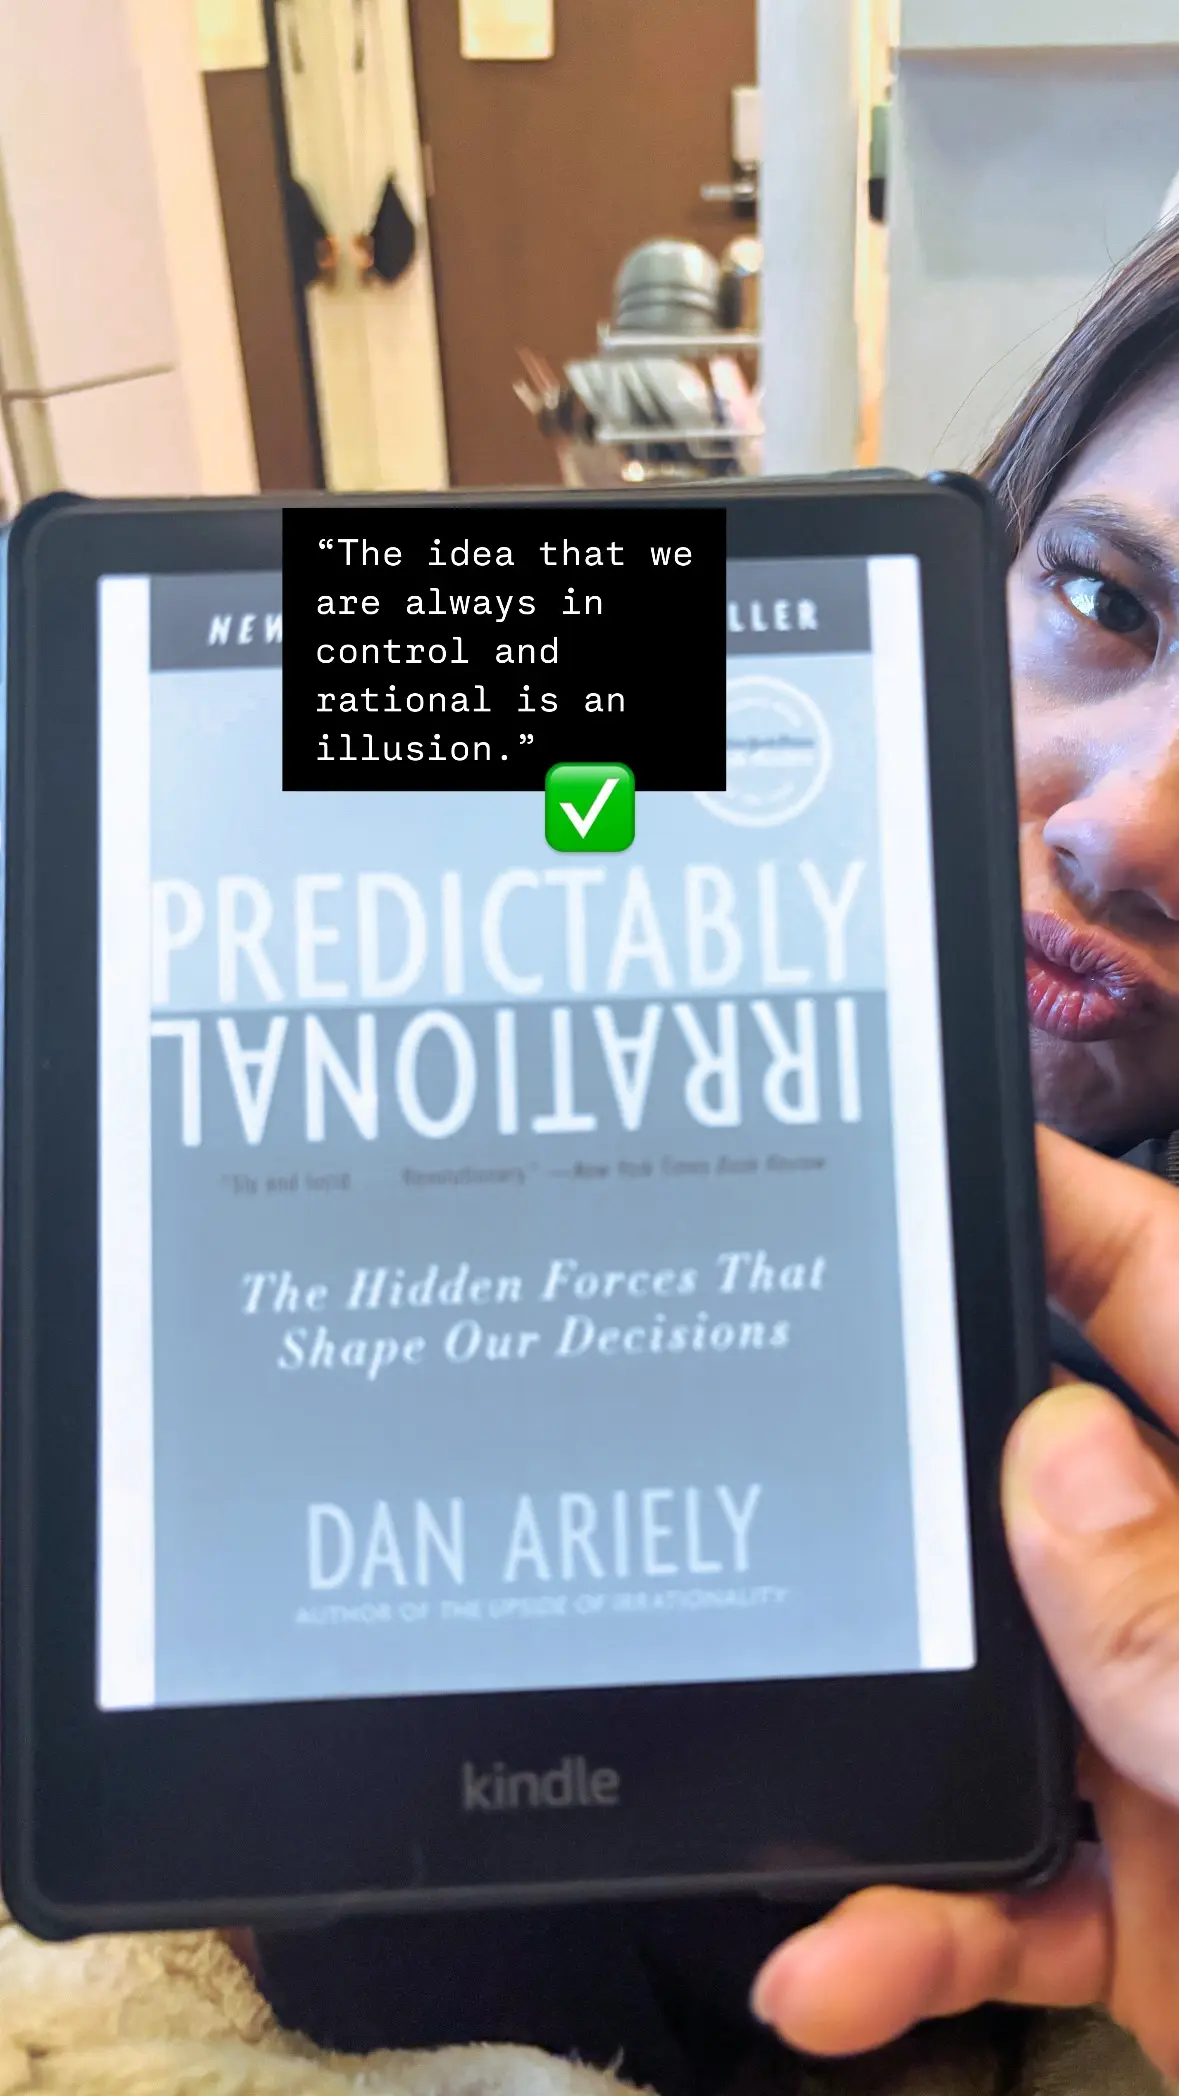 “The idea that we
are always in
control and
rational is an
illusion.”
NEW LLER
PREDICTABLY
IRRATIONAL
"Sly and lucid. . . . Revolutionary." —New York Times Book Review
The Hidden Forces That
Shape Our Decisions
DAN ARIELY
AUTHOR OF THE UPSIDE OF IRRATIONALITY
kindle